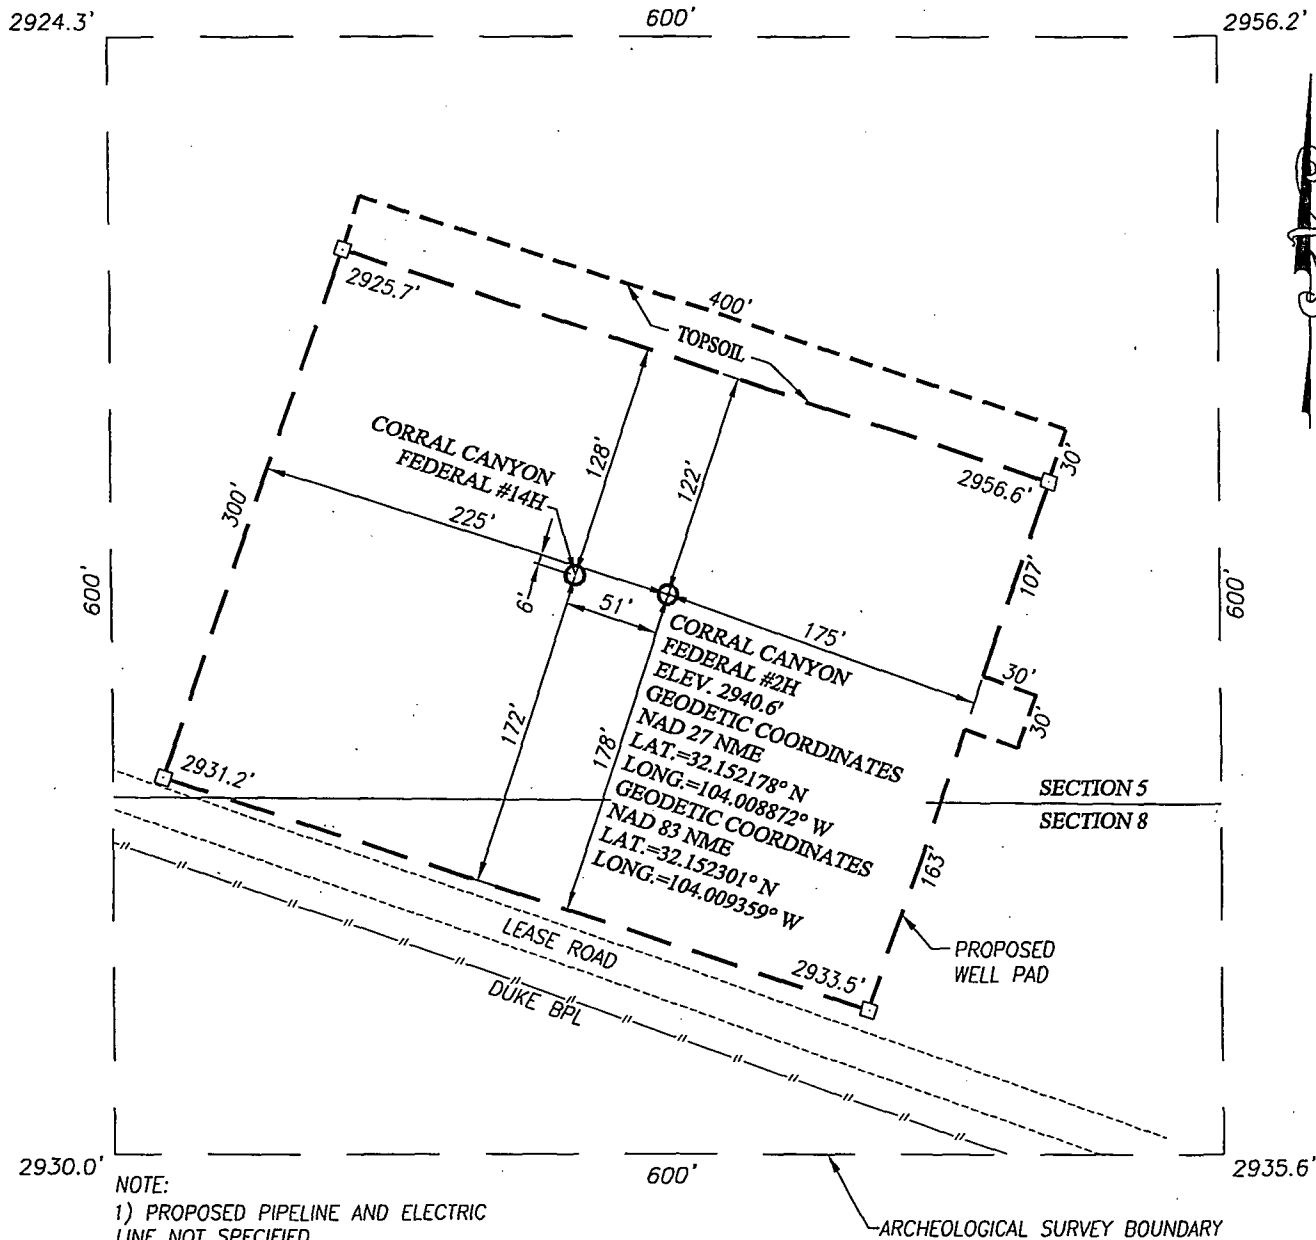 2924.3'
600'
2956.2'
2925.7'
400'
TOPSOIL
CORRAL CANYON
FEDERAL #14H
128'
122'
2956.6'
30'
300'
225'
107'
600'
600'
6'
51'
175'
30'
30'
CORRAL CANYON
FEDERAL #2H
ELEV. 2940.6'
GEODETIC COORDINATES
NAD 27 NME
LAT.=32.152178° N
LONG.=104.008872° W
GEODETIC COORDINATES
NAD 83 NME
LAT.=32.152301° N
LONG.=104.009359° W
172'
178'
2931.2'
SECTION 5
SECTION 8
163'
LEASE ROAD
2933.5'
PROPOSED
WELL PAD
DUKE BPL
2930.0'
600'
2935.6'
NOTE:
1) PROPOSED PIPELINE AND ELECTRIC
LINE NOT SPECIFIED
ARCHEOLOGICAL SURVEY BOUNDARY